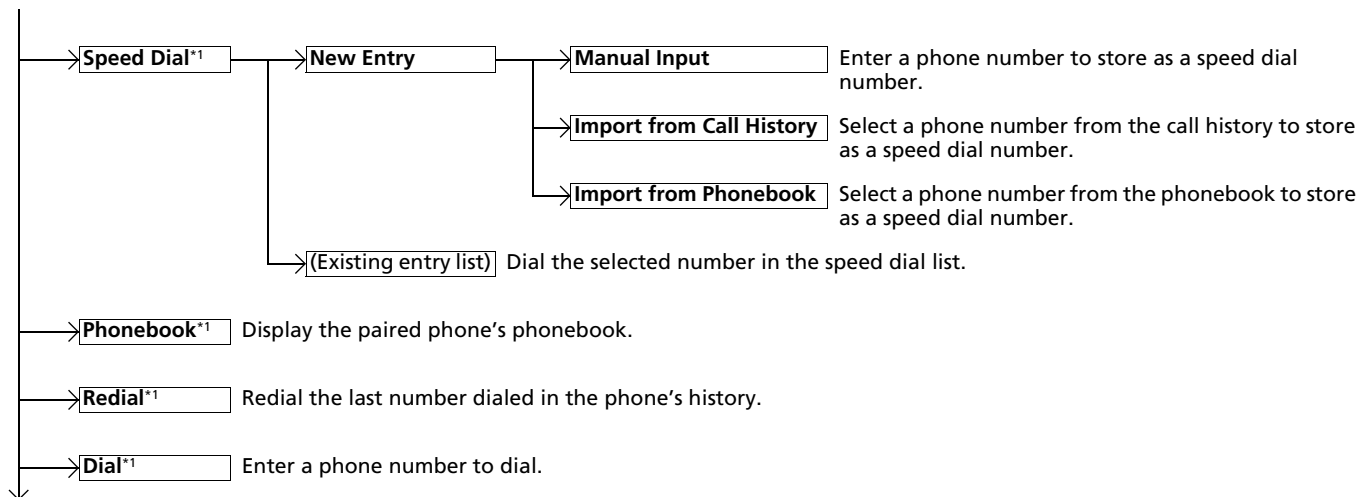 Speed Dial*1 New Entry Manual Input Enter a phone number to store as a speed dial
number.
Import from Call History Select a phone number from the call history to store
as a speed dial number.
Import from Phonebook Select a phone number from the phonebook to store
as a speed dial number.
(Existing entry list) Dial the selected number in the speed dial list.
Phonebook*1 Display the paired phone’s phonebook.
Redial*1 Redial the last number dialed in the phone’s history.
Dial*1 Enter a phone number to dial.